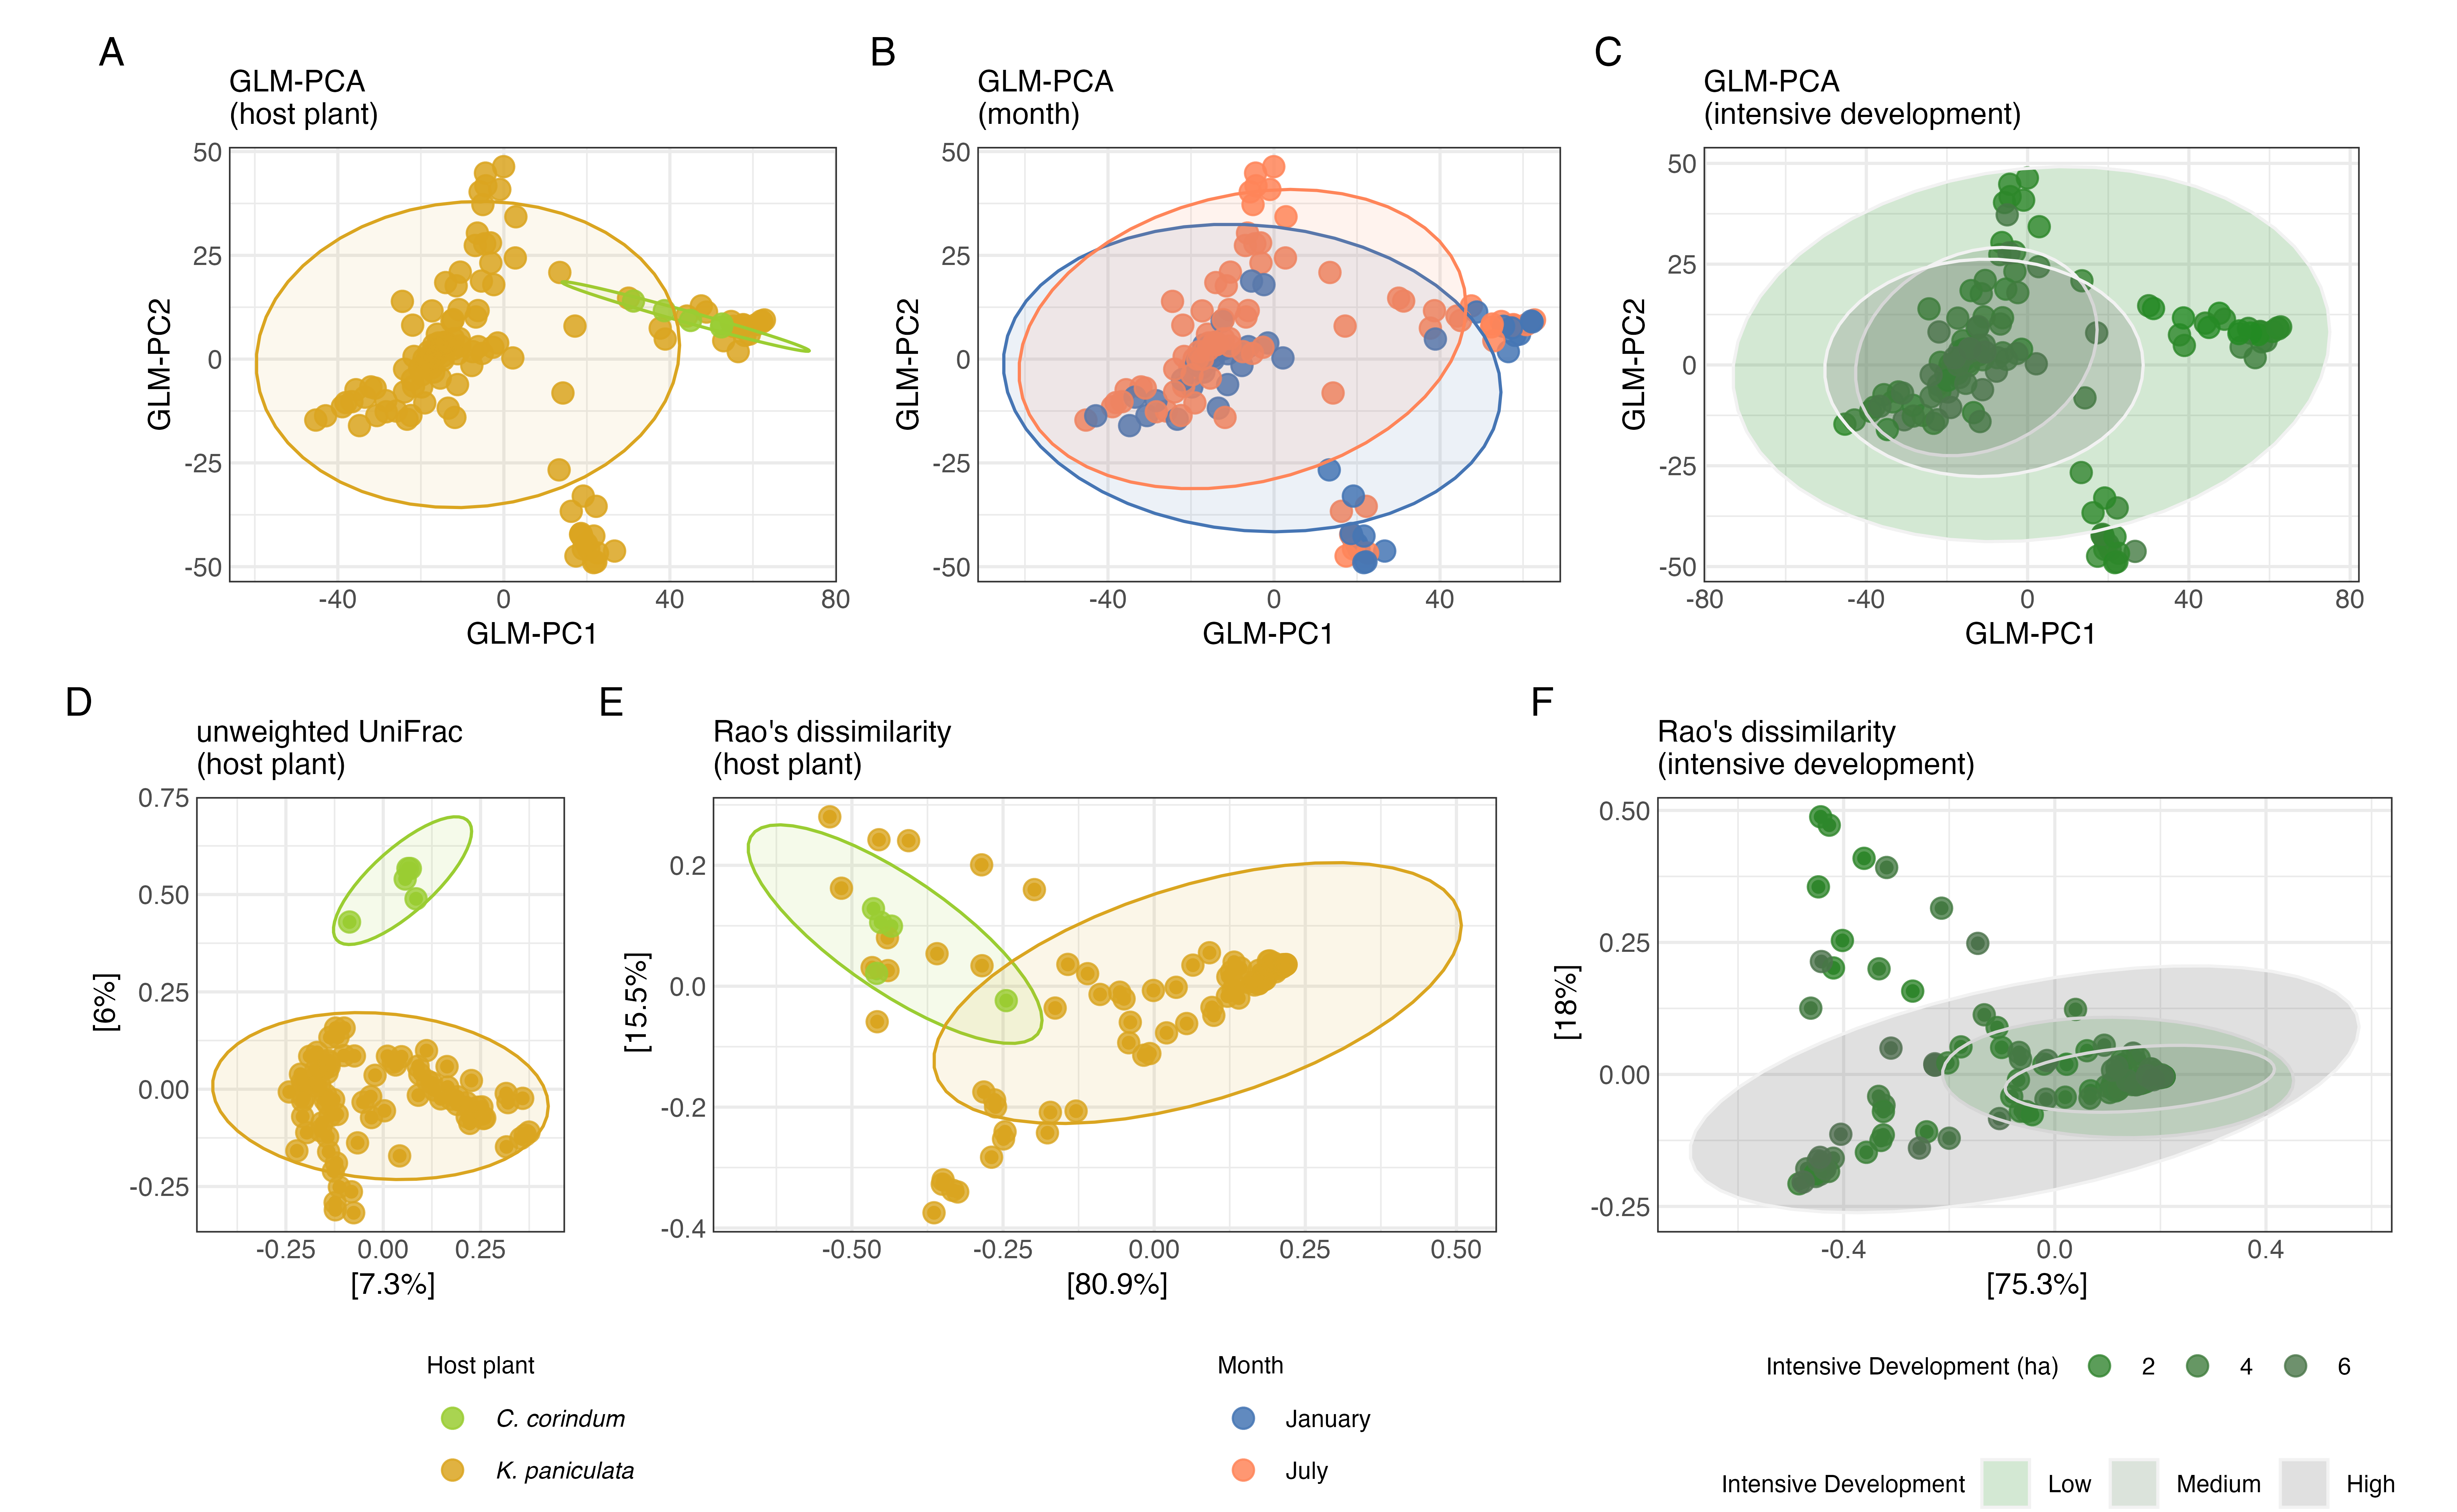 A
B
C
GLM-PCA
(host plant)
GLM-PCA
(month)
GLM-PCA
(intensive development)
50
25
0
-25
-50
GLM-PC2
-40
0
40
80
GLM-PC1
50
25
0
-25
-50
GLM-PC2
-40
0
40
GLM-PC1
50
25
0
-25
-50
GLM-PC2
-80
-40
0
40
80
GLM-PC1
D
E
F
unweighted UniFrac
(host plant)
Rao's dissimilarity
(host plant)
Rao's dissimilarity
(intensive development)
0.75
0.50
0.25
0.00
-0.25
[6%]
-0.25
0.00
0.25
[7.3%]
0.2
0.0
-0.2
-0.4
[15.5%]
-0.50
-0.25
0.00
0.25
0.50
[80.9%]
0.50
0.25
0.00
-0.25
[18%]
-0.4
0.0
0.4
[75.3%]
Host plant
C. corindum
K. paniculata
Month
January
July
Intensive Development (ha) 2 4 6
Intensive Development Low Medium High